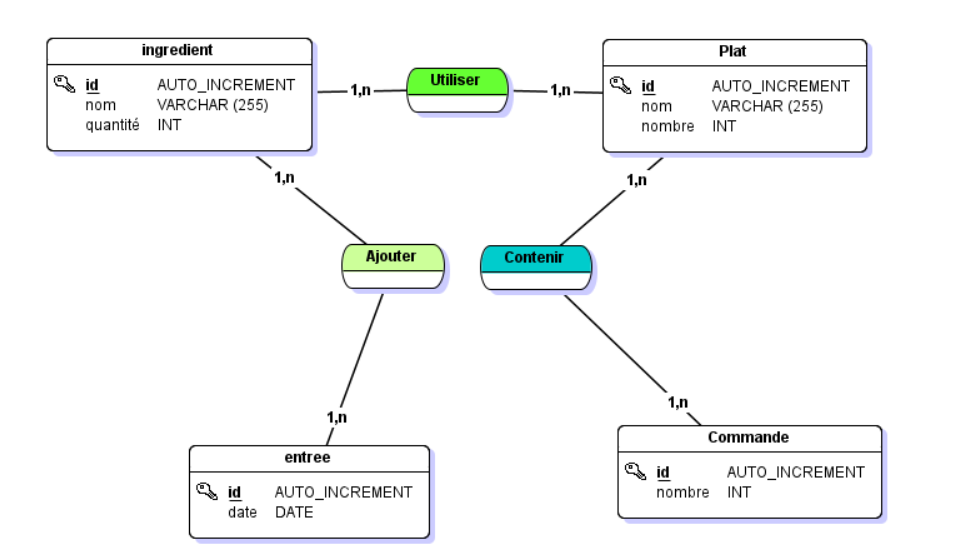 ingredient
id AUTO_INCREMENT
nom VARCHAR (255)
quantité INT
1,n
Utiliser
1,n
Plat
id AUTO_INCREMENT
nom VARCHAR (255)
nombre INT
1,n
Ajouter
1,n
entree
id AUTO_INCREMENT
date DATE
1,n
Contenir
1,n
Commande
id AUTO_INCREMENT
nombre INT